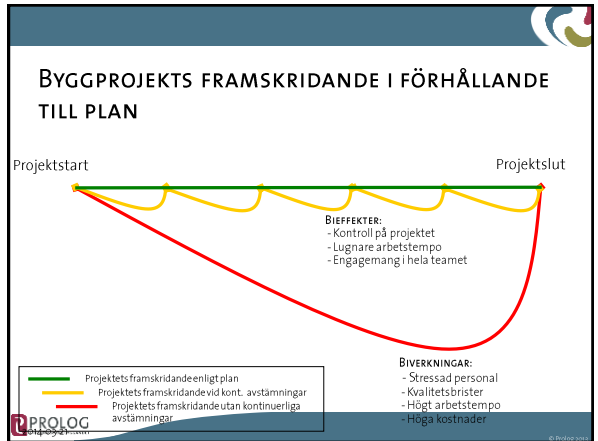 BYGGPROJEKTS FRAMSKRIDANDE I FÖRHÅLLANDE
TILL PLAN
Projektstart
Projektslut
BIEFFEKTER:
- Kontroll på projektet
- Lugnare arbetstempo
- Engagemang i hela teamet
BIVERKNINGAR:
- Stressad personal
- Kvalitetsbrister
- Högt arbetstempo
- Höga kostnader
Projektets framskridande enligt plan
Projektets framskridande vid kont. avstämningar
Projektets framskridande utan kontinuerliga
avstämningar
PROLOG
© Prolog 2014